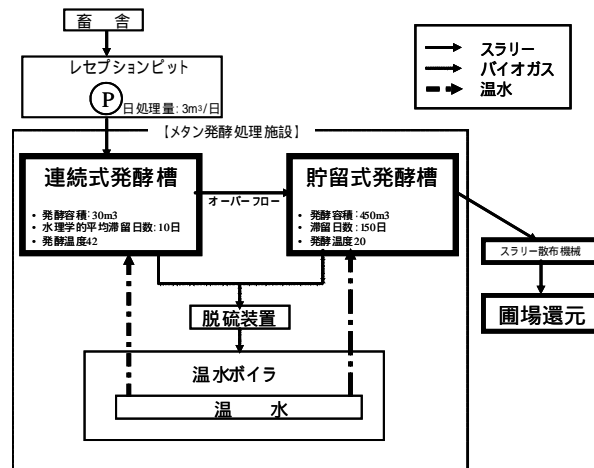 畜 舎
レセプションピット
P
日処理量:3m3/日
スラリー
バイオガス
温水
【メタン発酵処理施設】
連続式発酵槽
• 発酵容積:30m3
• 水理学的平均滞留日数:10日
• 発酵温度42
オーバーフロー
貯留式発酵槽
• 発酵容積:450m3
• 滞留日数:150日
• 発酵温度20
スラリー散布機械
圃場還元
脱硫装置
温水ボイラ
温 水